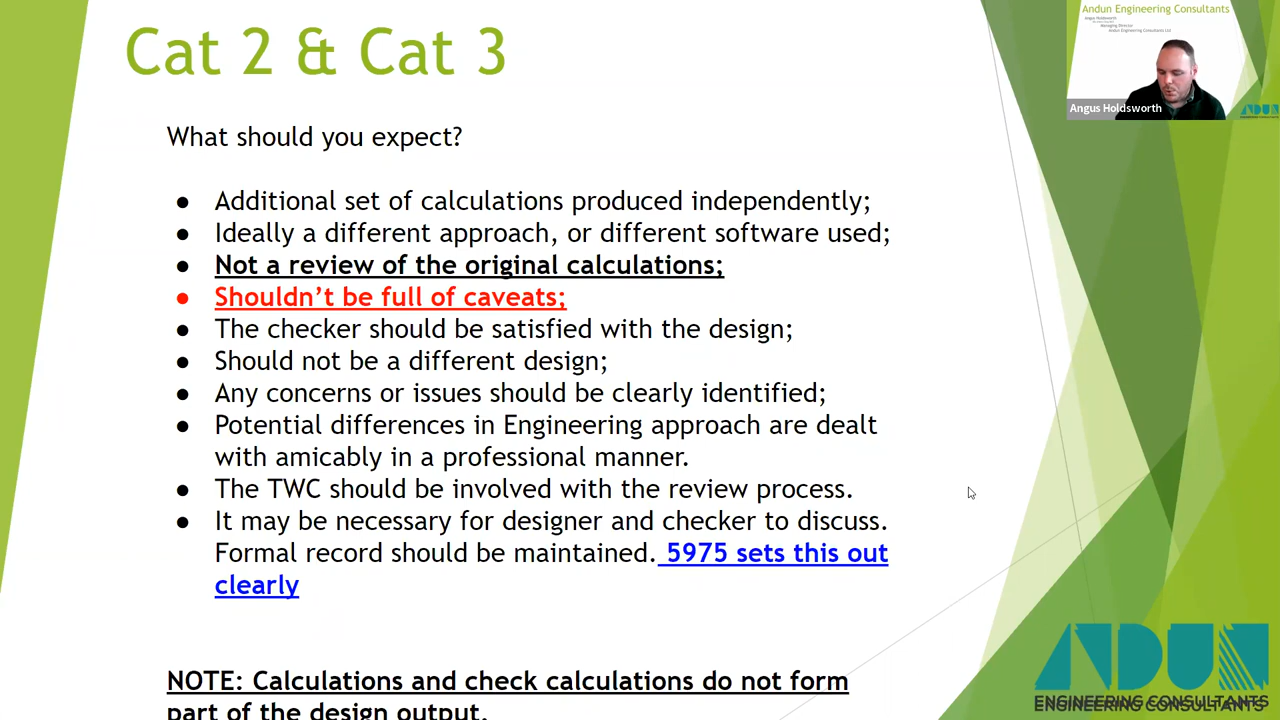 Cat 2 & Cat 3
Andun Engineering Consultants
Angus Holdsworth
Managing Director
Andun Engineering Consultants Ltd
Angus Holdsworth
What should you expect?
● Additional set of calculations produced independently;
● Ideally a different approach, or different software used;
● Not a review of the original calculations;
● Shouldn’t be full of caveats;
● The checker should be satisfied with the design;
● Should not be a different design;
● Any concerns or issues should be clearly identified;
● Potential differences in Engineering approach are dealt
with amicably in a professional manner.
● The TWC should be involved with the review process.
● It may be necessary for designer and checker to discuss.
Formal record should be maintained. 5975 sets this out
clearly
NOTE: Calculations and check calculations do not form
part of the design output.
ANDUN
ENGINEERING CONSULTANTS